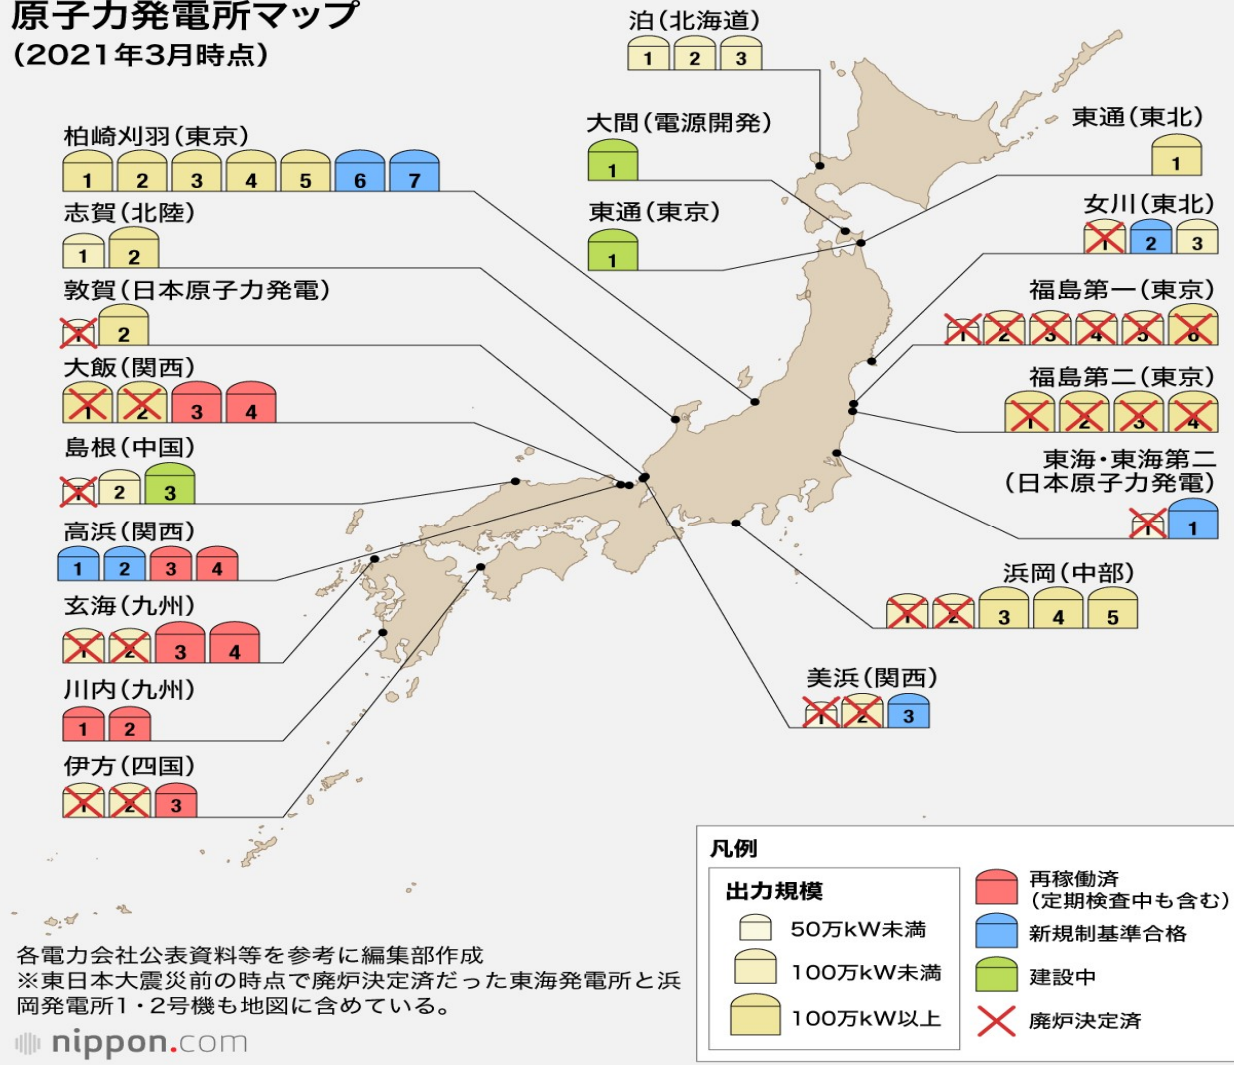 原子力発電所マップ
(2021年3月時点)
泊(北海道)
1 2 3
大間(電源開発)
1
東通(東京)
1
東通(東北)
1
柏崎刈羽(東京)
1 2 3 4 5 6 7
志賀(北陸)
1 2
敦賀(日本原子力発電)
1 2
大飯(関西)
1 2 3 4
島根(中国)
1 2 3
高浜(関西)
1 2 3 4
玄海(九州)
1 2 3 4
川内(九州)
1 2
伊方(四国)
1 2 3
女川(東北)
1 2 3
福島第一(東京)
1 2 3 4 5 6
福島第二(東京)
1 2 3 4
東海・東海第二
(日本原子力発電)
1 1
浜岡(中部)
1 2 3 4 5
美浜(関西)
1 2 3
凡例
出力規模
50万kW未満
100万kW未満
100万kW以上
再稼働済
(定期検査中も含む)
新規制基準合格
建設中
廃炉決定済
各電力会社公表資料等を参考に編集部作成
※東日本大震災前の時点で廃炉決定済だった東海発電所と浜
岡発電所1・2号機も地図に含めている。
nippon.com